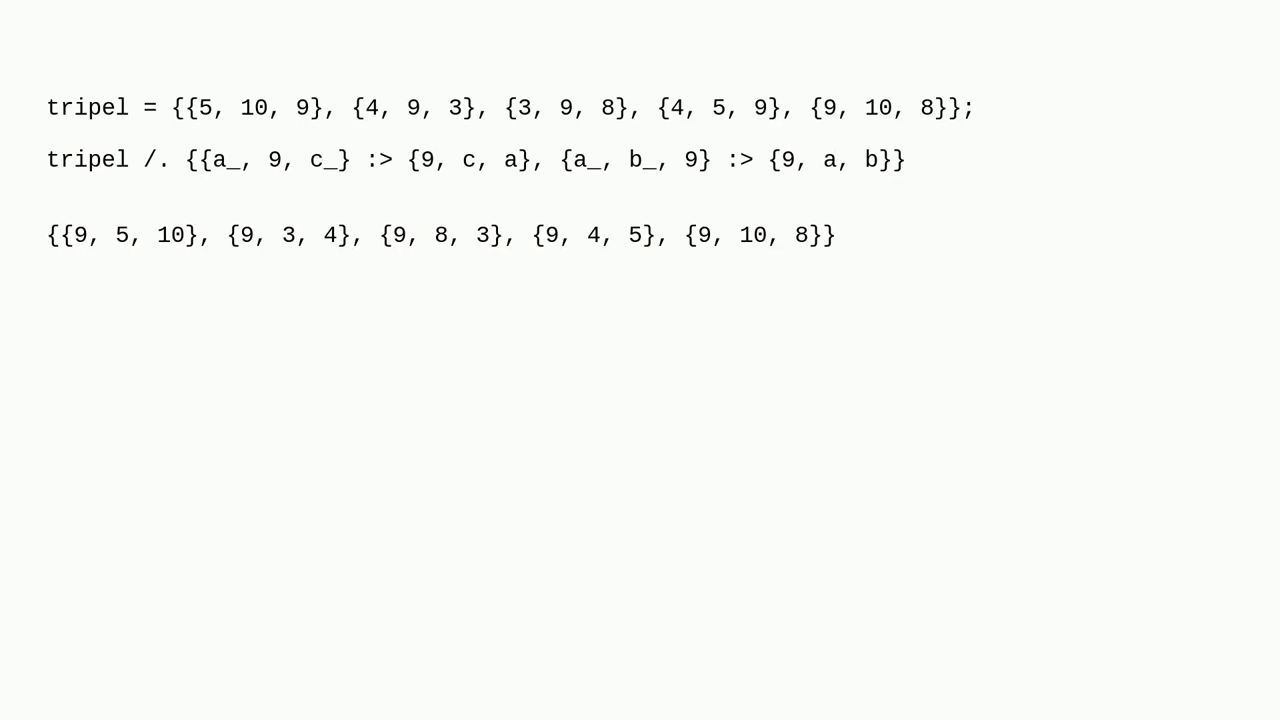 tripel = {{5, 10, 9}, {4, 9, 3}, {3, 9, 8}, {4, 5, 9}, {9, 10, 8}};
tripel /. {{a_, 9, c_} :> {9, c, a}, {a_, b_, 9} :> {9, a, b}}
{{9, 5, 10}, {9, 3, 4}, {9, 8, 3}, {9, 4, 5}, {9, 10, 8}}